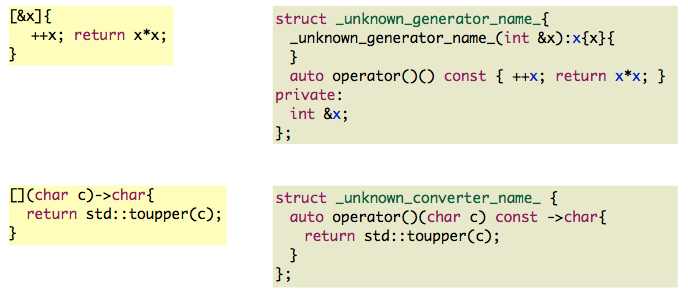 [&x]{
  ++x; return x*x;
}
struct _unknown_generator_name_{
  _unknown_generator_name_(int &x):x{x}{
  }
  auto operator()() const { ++x; return x*x; }
private:
  int &x;
};
[](char c)->char{
  return std::toupper(c);
}
struct _unknown_converter_name_ {
  auto operator()(char c) const ->char{
    return std::toupper(c);
  }
};